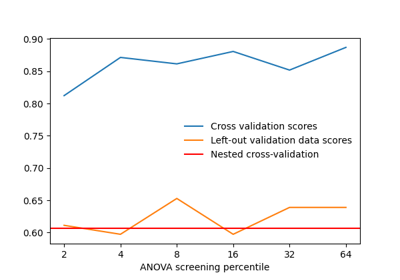 0.90
0.85
0.80
0.75
0.70
0.65
0.60
Cross validation scores
Left-out validation data scores
Nested cross-validation
2 4 8 16 32 64
ANOVA screening percentile